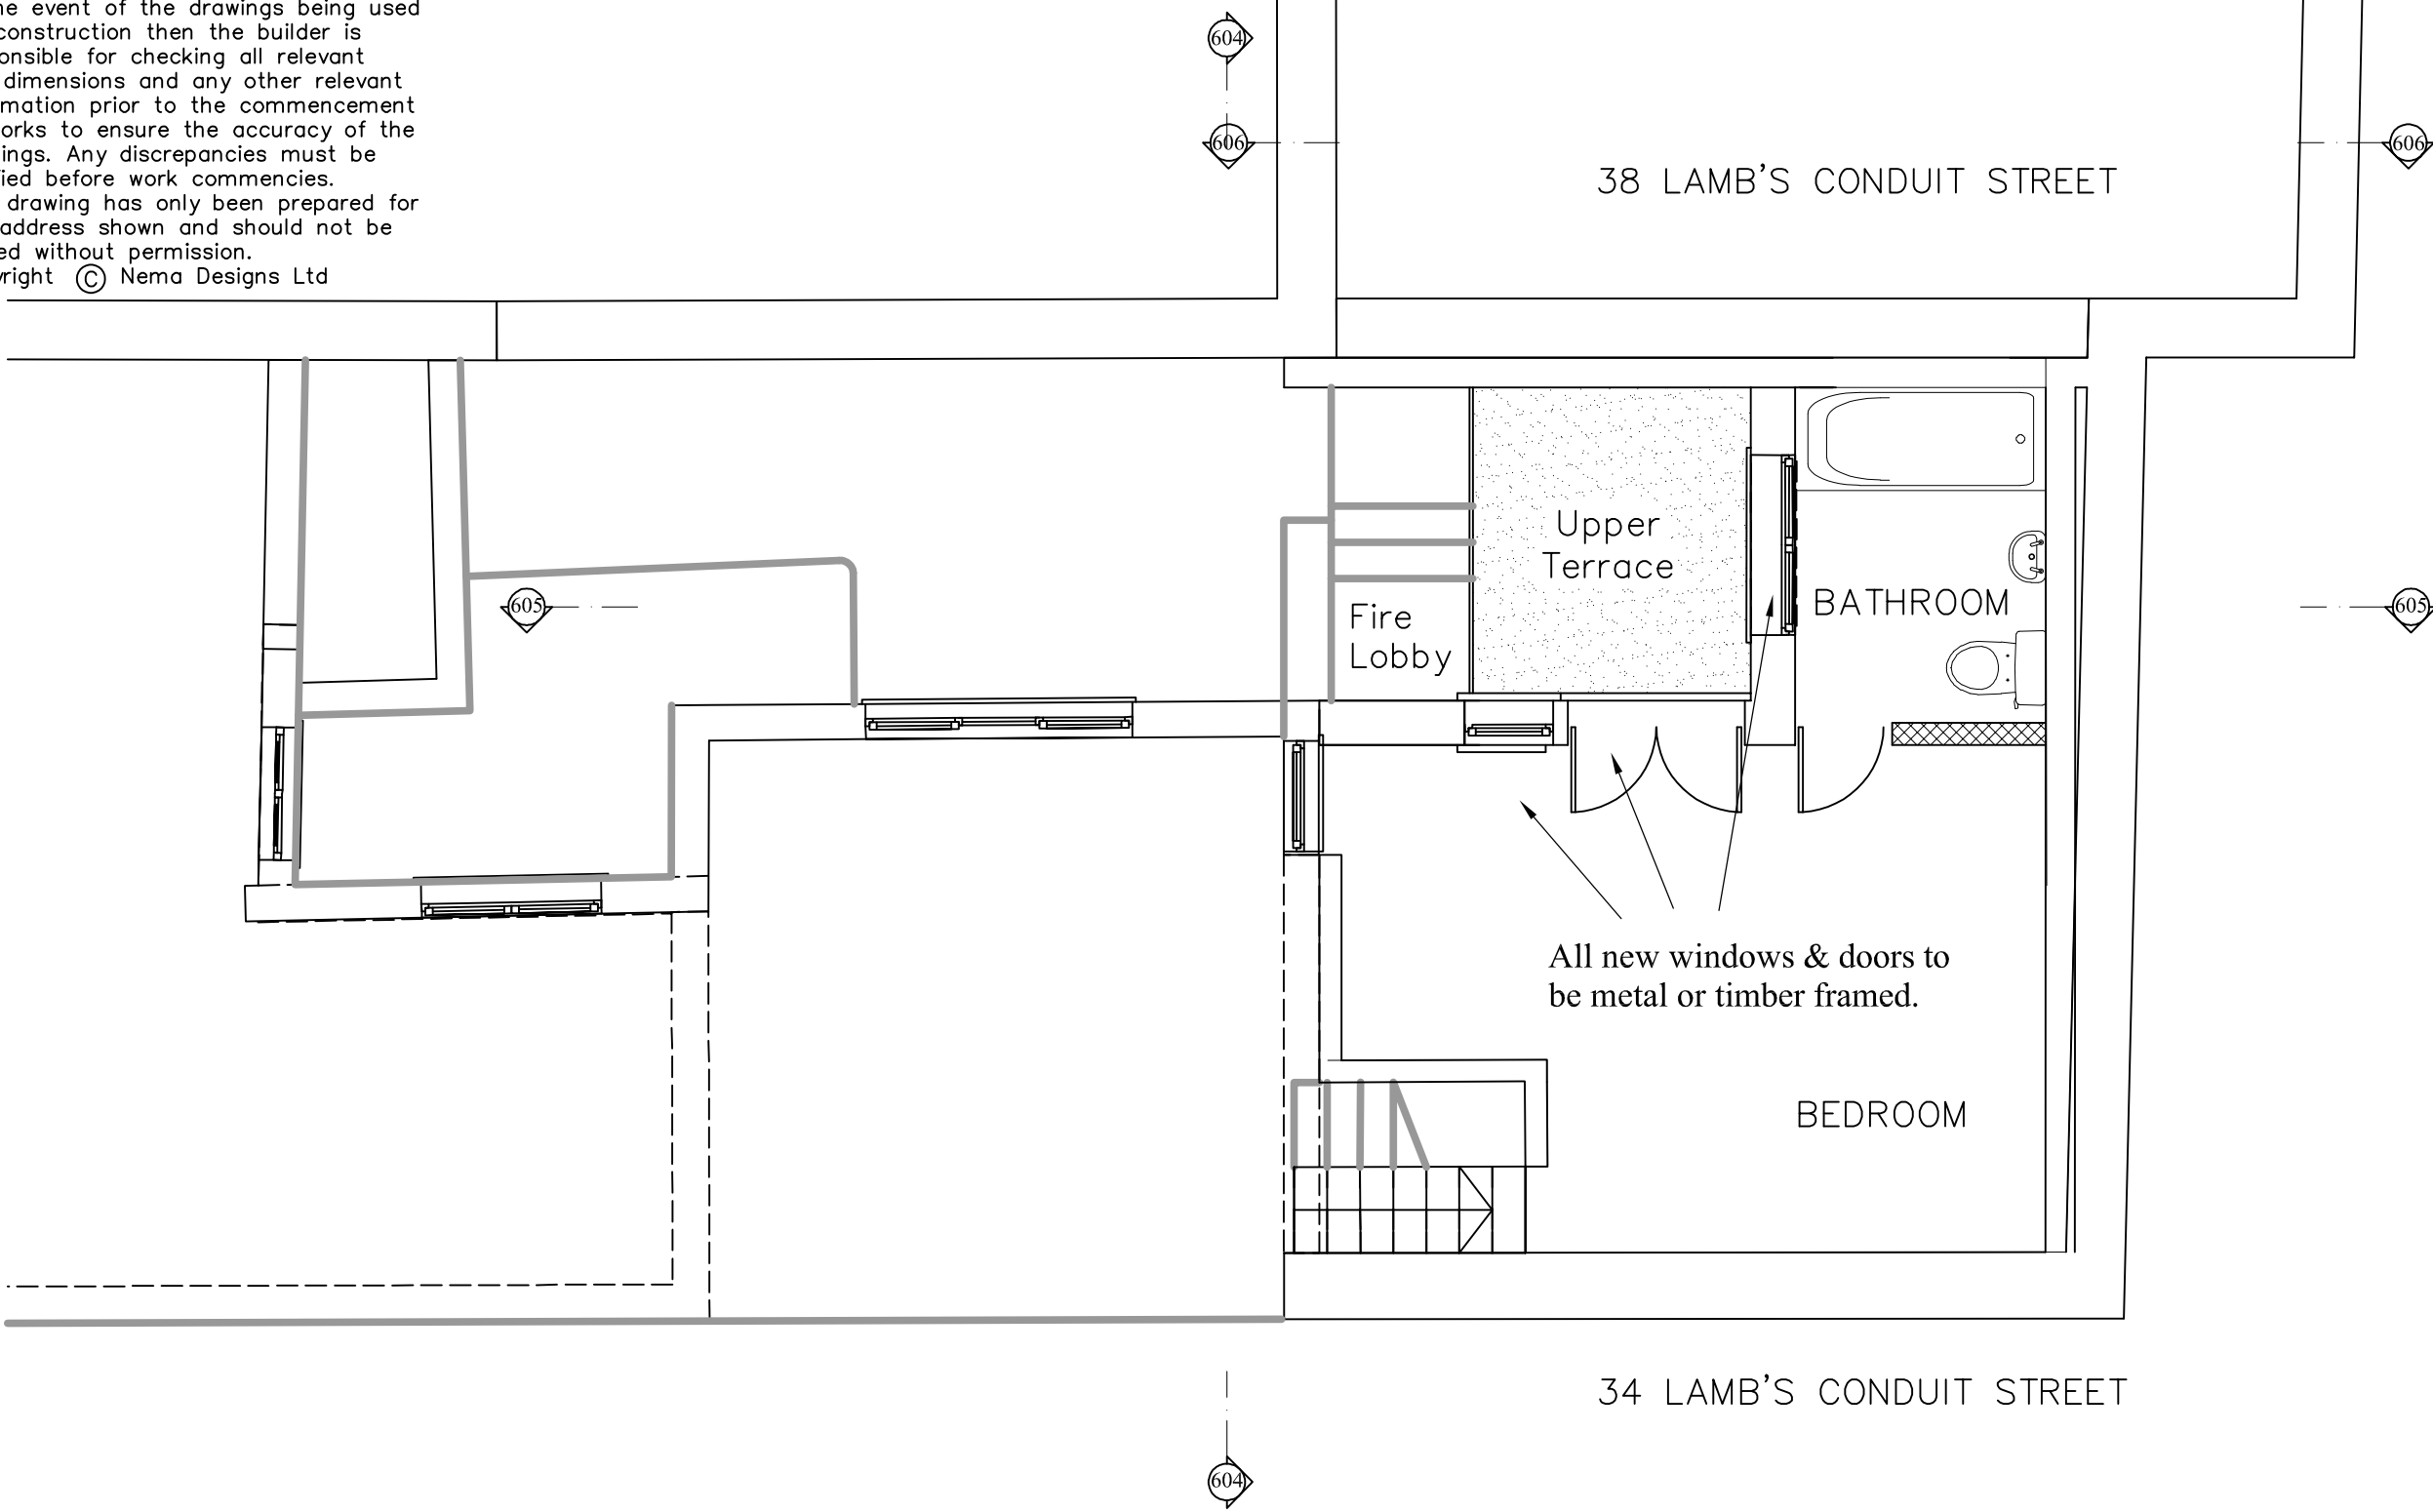 he event of the drawings being used
construction then the builder is
onsible for checking all relevant
dimensions and any other relevant
mation prior to the commencement
orks to ensure the accuracy of the
ings. Any discrepancies must be
ied before work commencies.
drawing has only been prepared for
address shown and should not be
ed without permission.
right © Nema Designs Ltd
604
606
606
38 LAMB'S CONDUIT STREET
Upper
Terrace
BATHROOM
Fire
Lobby
605
605
All new windows & doors to
be metal or timber framed.
BEDROOM
34 LAMB'S CONDUIT STREET
604